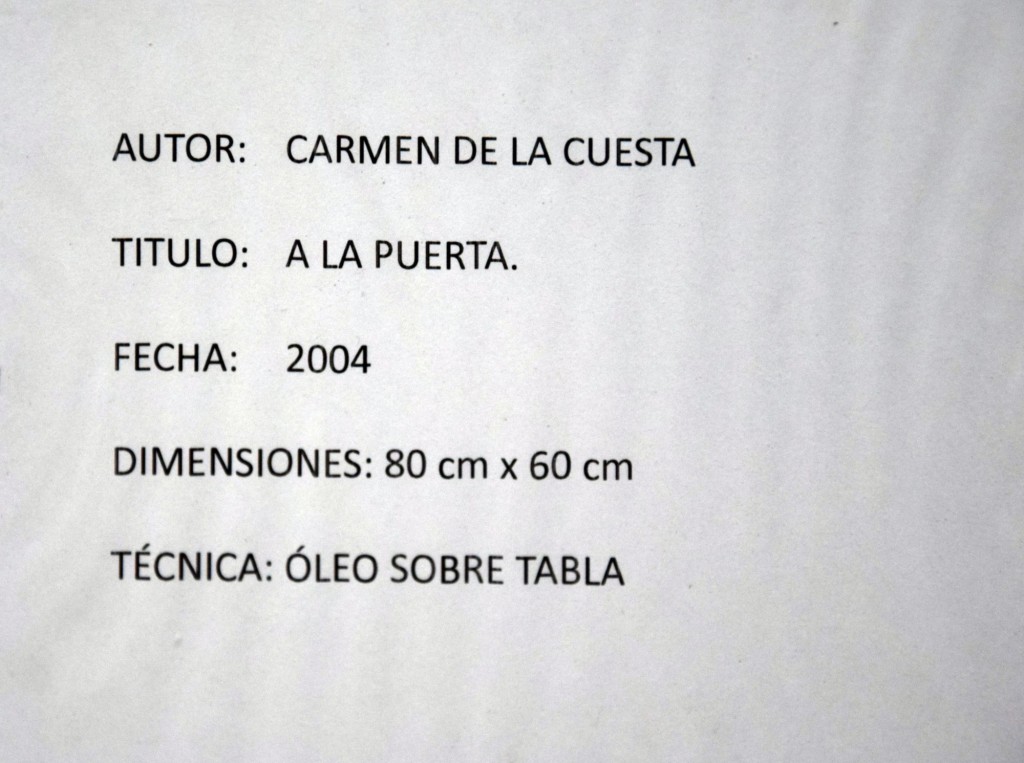 AUTOR: CARMEN DE LA CUESTA
TITULO: A LA PUERTA.
FECHA: 2004
DIMENSIONES: 80 cm x 60 cm
TÉCNICA: ÓLEO SOBRE TABLA